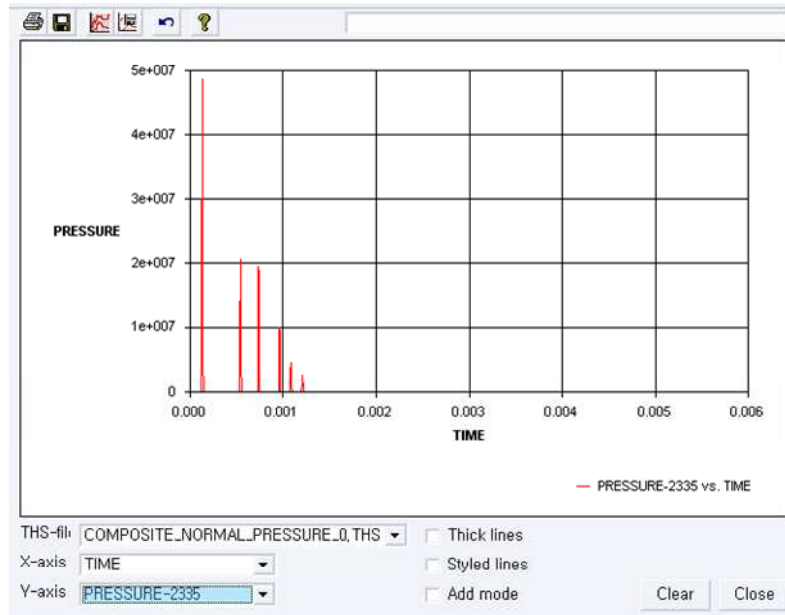 5e+007
4e+007
3e+007
PRESSURE
2e+007
1e+007
0
0.000 0.001 0.002 0.003 0.004 0.005 0.006
TIME
PRESSURE-2335 vs. TIME
THS-fil COMPOSITE_NORMAL_PRESSURE_0.THS Thick lines
X-axis TIME Styled lines
Y-axis PRESSURE-2335 Add mode Clear Close